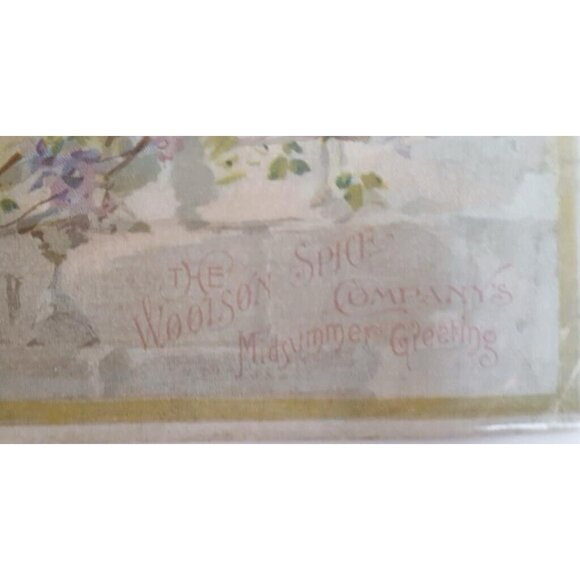 THE
WOOLSON SPICE
COMPANY'S
Midsummer Greeting